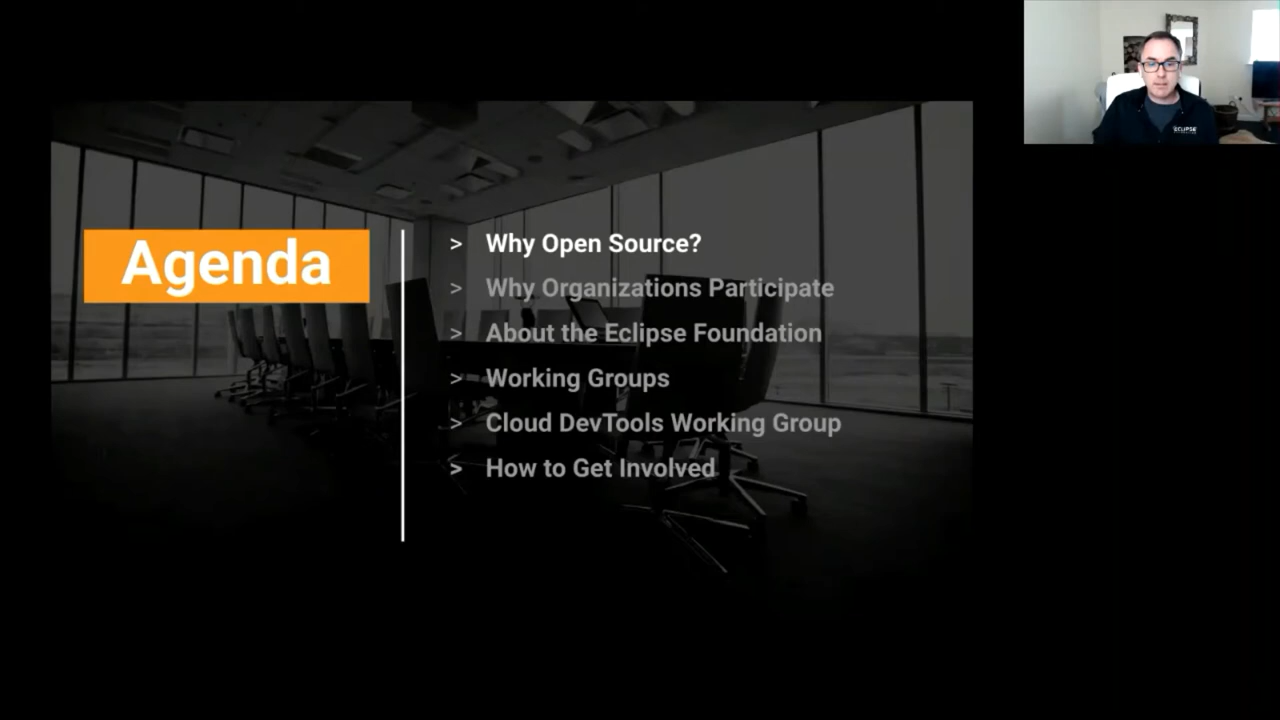 Agenda
> Why Open Source?
> Why Organizations Participate
> About the Eclipse Foundation
> Working Groups
> Cloud DevTools Working Group
> How to Get Involved
ECLIPSE